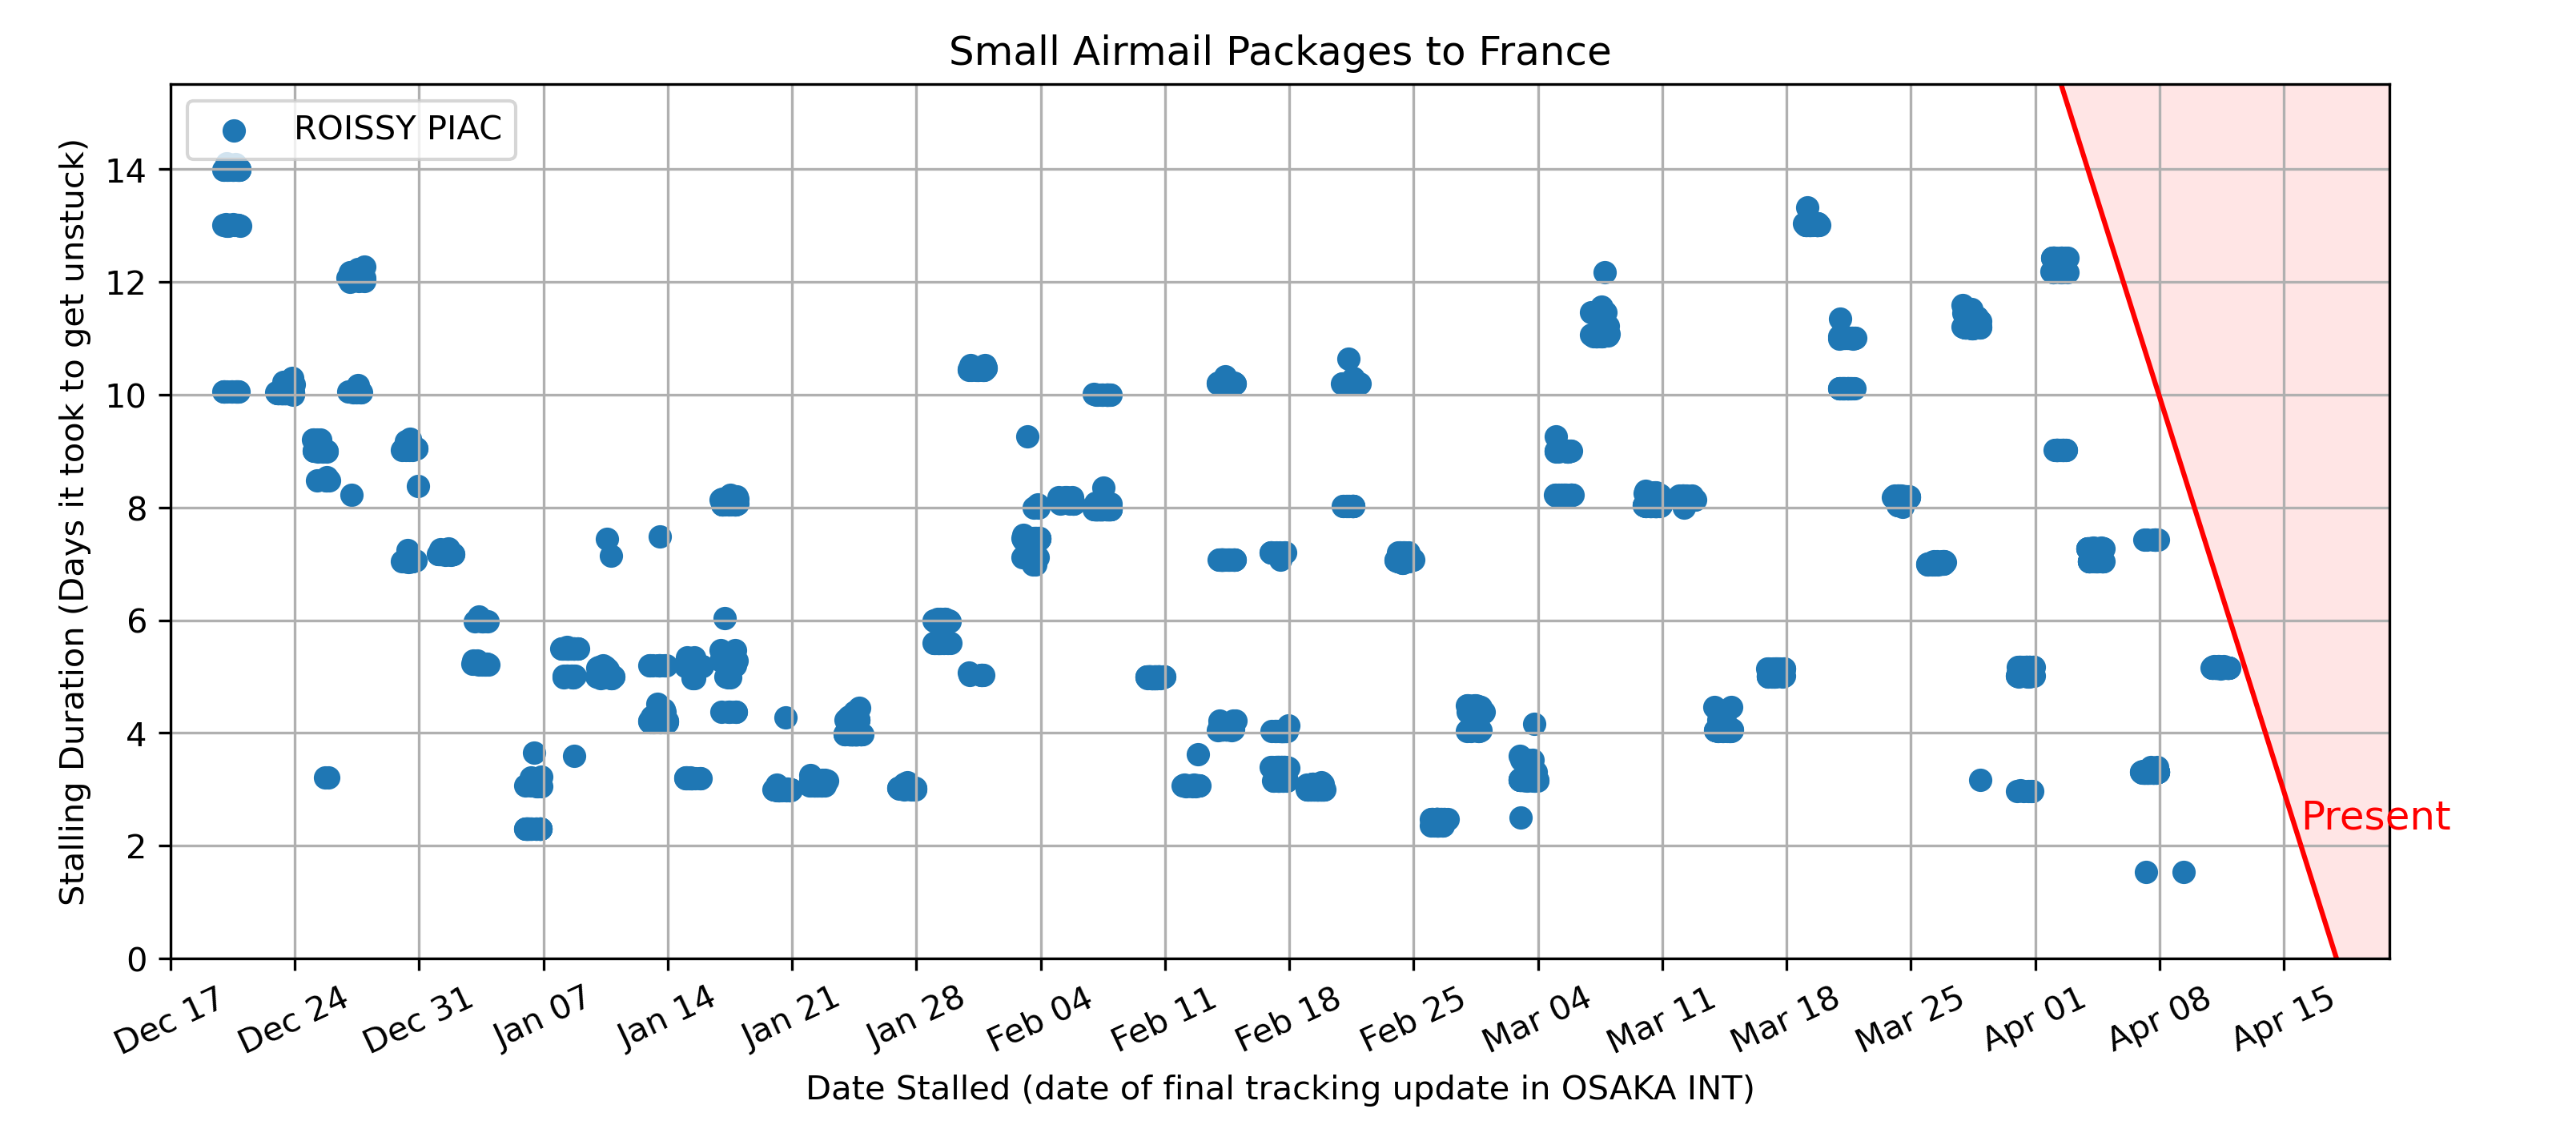 Small Airmail Packages to France
ROISSY PIAC
Stalling Duration (Days it took to get unstuck)
14
12
10
8
6
4
2
0
Present
Dec 17
Dec 24
Dec 31
Jan 07
Jan 14
Jan 21
Jan 28
Feb 04
Feb 11
Feb 18
Feb 25
Mar 04
Mar 11
Mar 18
Mar 25
Apr 01
Apr 08
Apr 15
Date Stalled (date of final tracking update in OSAKA INT)